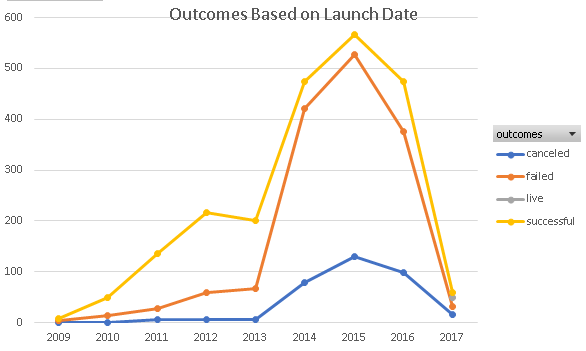 Outcomes Based on Launch Date
600
500
400
300
200
100
0
2009 2010 2011 2012 2013 2014 2015 2016 2017
outcomes
canceled
failed
live
successful